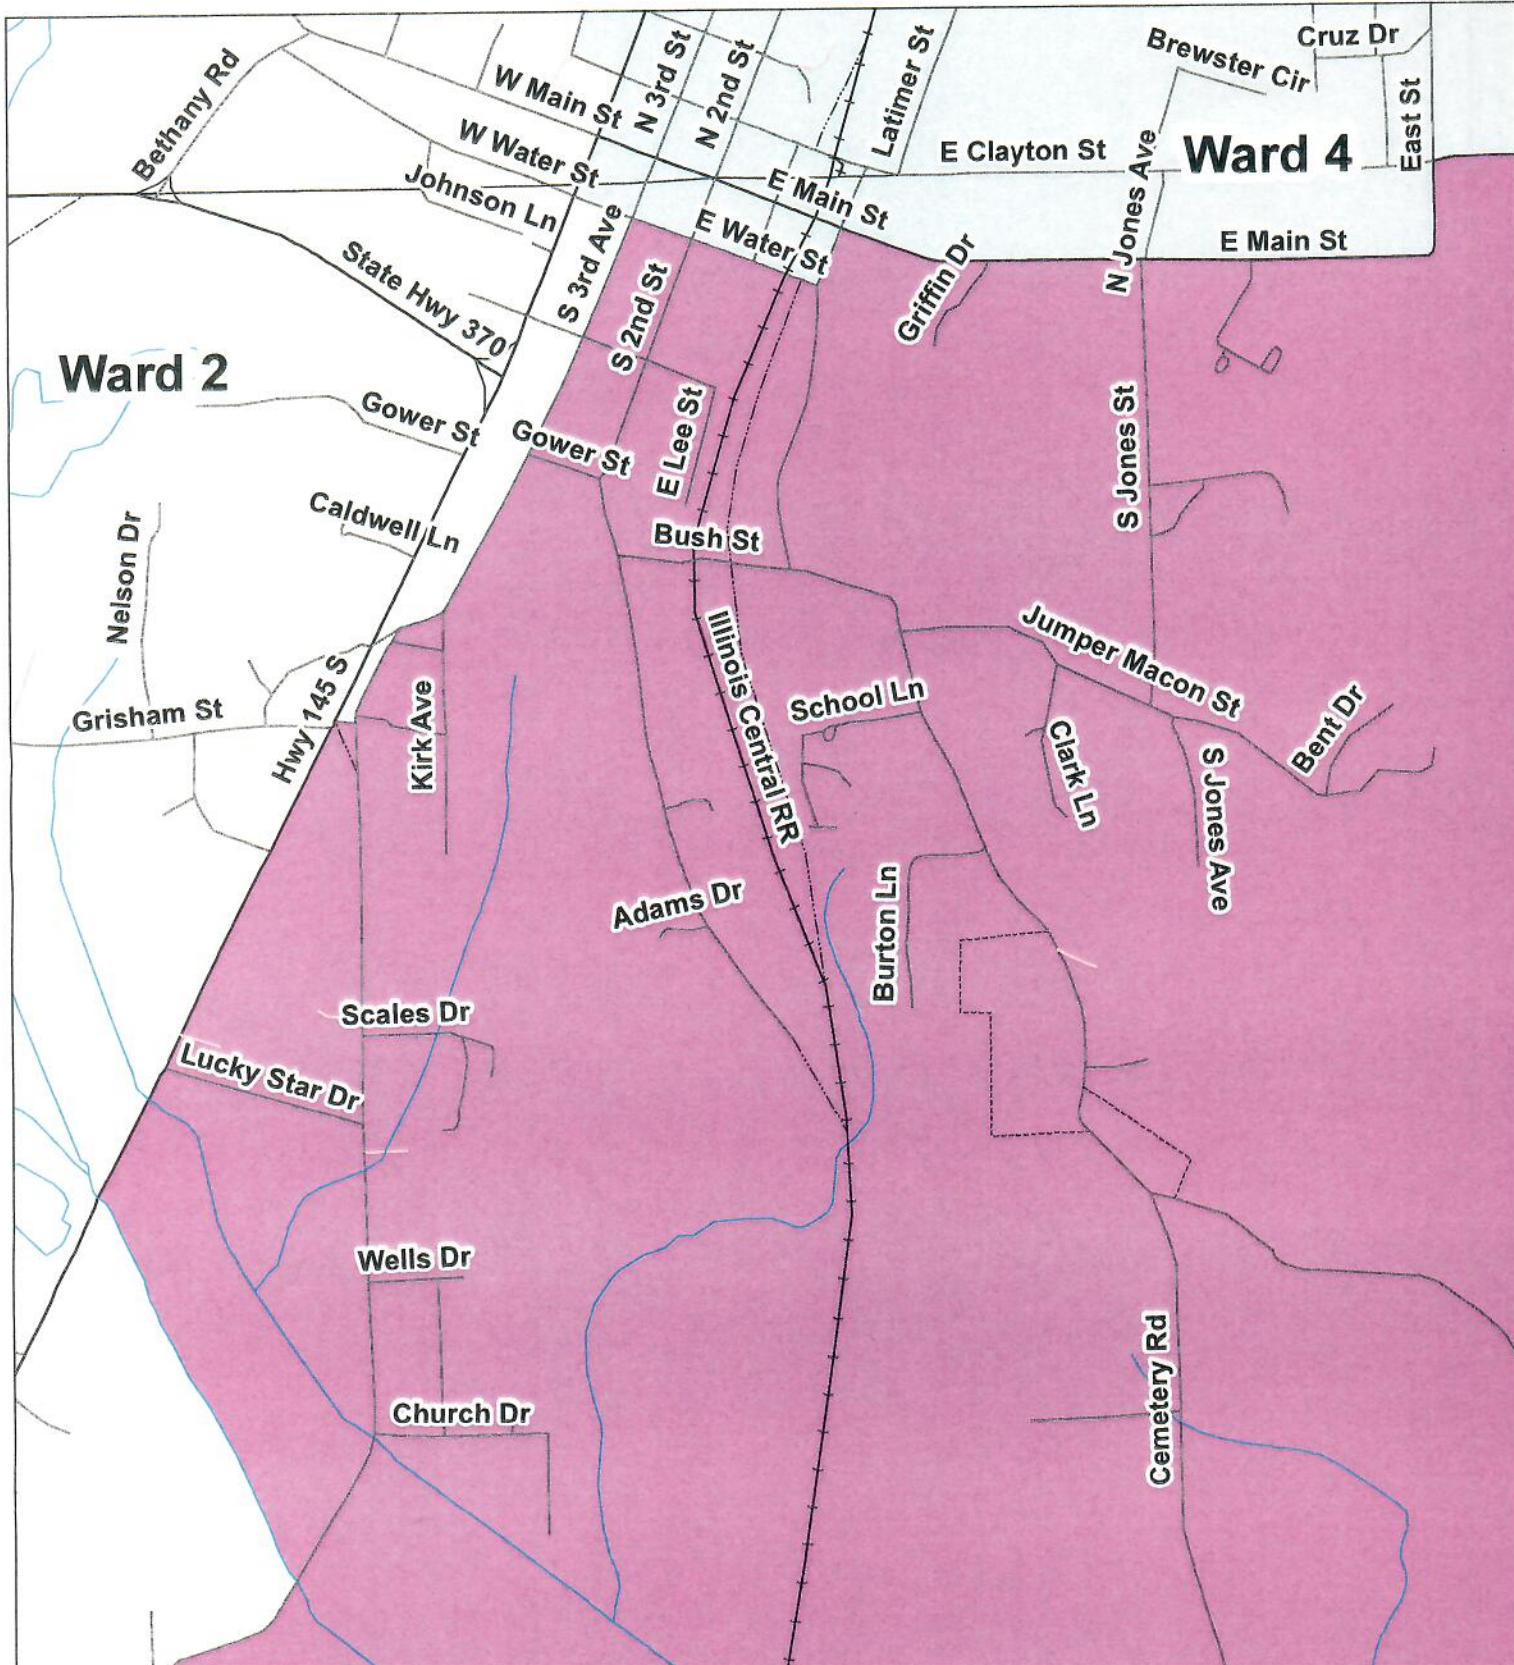 Cruz Dr
Brewster Cir
N 3rd St
N 2nd St
Latimer St
Bethany Rd
W Main St
East St
W Water St
E Clayton St
Ward 4
N Jones Ave
Johnson Ln
E Main St
E Water St
E Main St
S 3rd Ave
State Hwy 370
S 2nd St
Griffin Dr
Ward 2
Gower St
Gower St
E Lee St
S Jones St
Caldwell Ln
Bush St
Nelson Dr
Jumper Macon St
Illinois Central RR
School Ln
Grisham St
Hwy 145 S
Kirk Ave
Clark Ln
Bent Dr
S Jones Ave
Adams Dr
Burton Ln
Scales Dr
Lucky Star Dr
Wells Dr
Cemetery Rd
Church Dr